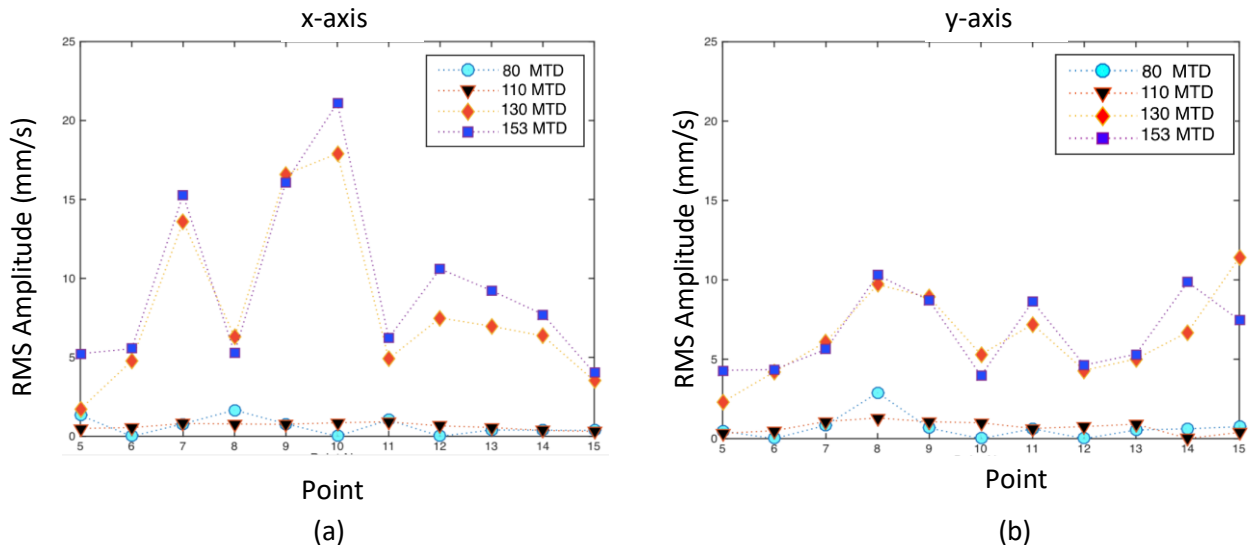 x-axis
RMS Amplitude (mm/s)
25
20
15
10
5
0
5 6 7 8 9 10 11 12 13 14 15
80 MTD
110 MTD
130 MTD
153 MTD
Point
(a)
y-axis
RMS Amplitude (mm/s)
25
20
15
10
5
0
5 6 7 8 9 10 11 12 13 14 15
80 MTD
110 MTD
130 MTD
153 MTD
Point
(b)